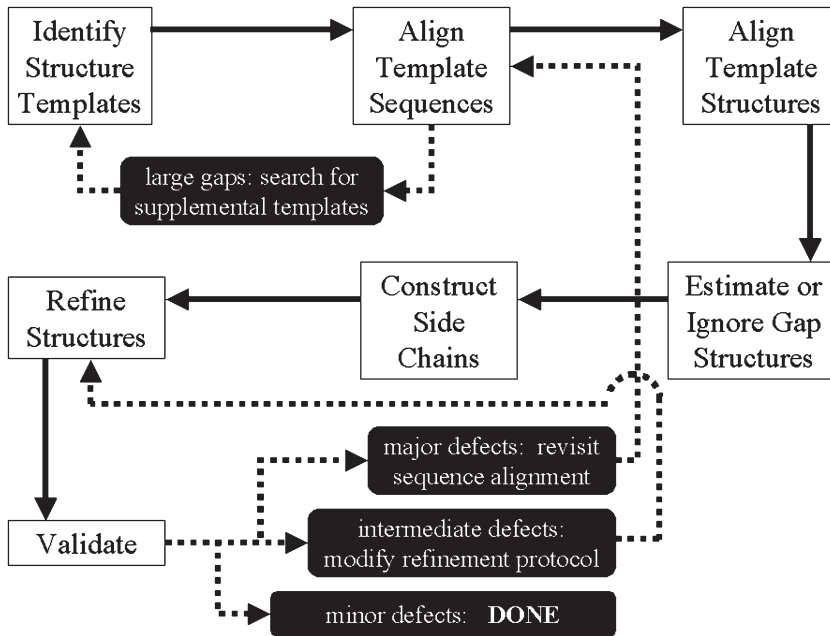 Identify
Structure
Templates
Align
Template
Sequences
Align
Template
Structures
large gaps: search for
supplemental templates
Refine
Structures
Construct
Side
Chains
Estimate or
Ignore Gap
Structures
major defects: revisit
sequence alignment
Validate
intermediate defects:
modify refinement protocol
minor defects: DONE